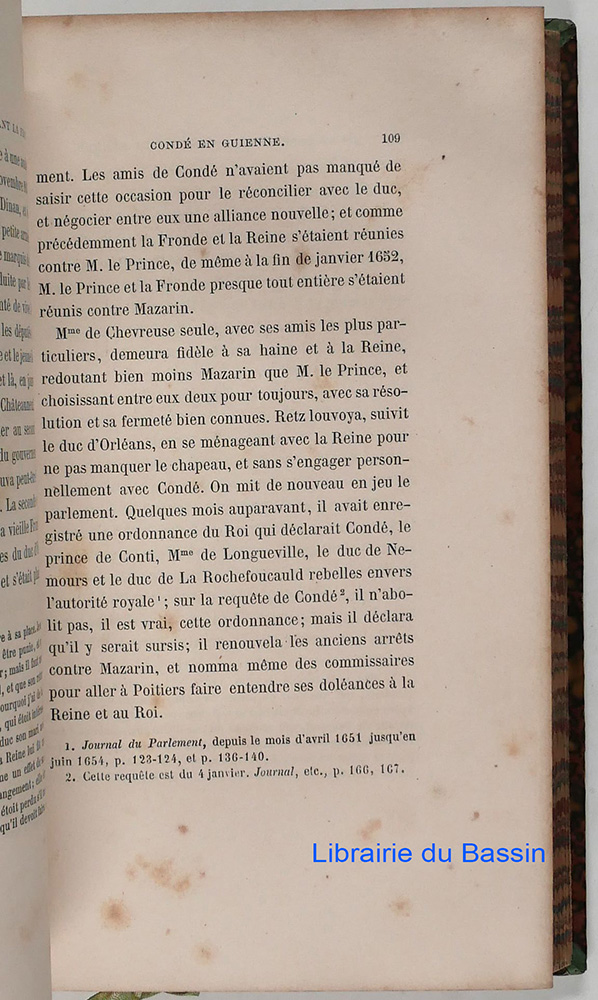 CONDÉ EN GUIENNE. 109
ment. Les amis de Condé n'avaient pas manqué de
saisir cette occasion pour le réconcilier avec le duc,
et négocier entre eux une alliance nouvelle; et comme
précédemment la Fronde et la Reine s'étaient réunies
contre M. le Prince, de même à la fin de janvier 1652,
M. le Prince et la Fronde presque tout entière s'étaient
réunis contre Mazarin.
Mme de Chevreuse seule, avec ses amis les plus par-
ticuliers, demeura fidèle à sa haine et à la Reine,
redoutant bien moins Mazarin que M. le Prince, et
choisissant entre eux deux pour toujours, avec sa réso-
lution et sa fermeté bien connues. Retz louvoya, suivit
le duc d'Orléans, en se ménageant avec la Reine pour
ne pas manquer le chapeau, et sans s'engager person-
nellement avec Condé. On mit de nouveau en jeu le
parlement. Quelques mois auparavant, il avait enre-
gistré une ordonnance du Roi qui déclarait Condé, le
prince de Conti, Mme de Longueville, le duc de Ne-
mours et le duc de La Rochefoucauld rebelles envers
l'autorité royale 1; sur la requête de Condé 2, il n'abo-
lit pas, il est vrai, cette ordonnance; mais il déclara
qu'il y serait sursis; il renouvela les anciens arrêts
contre Mazarin, et nomma même des commissaires
pour aller à Poitiers faire entendre ses doléances à la
Reine et au Roi.
1. Journal du Parlement, depuis le mois d'avril 1651 jusqu'en
juin 1654, p. 123-124, et p. 136-140.
2. Cette requête est du 4 janvier. Journal, etc., p. 166, 167.
Librairie du Bassin